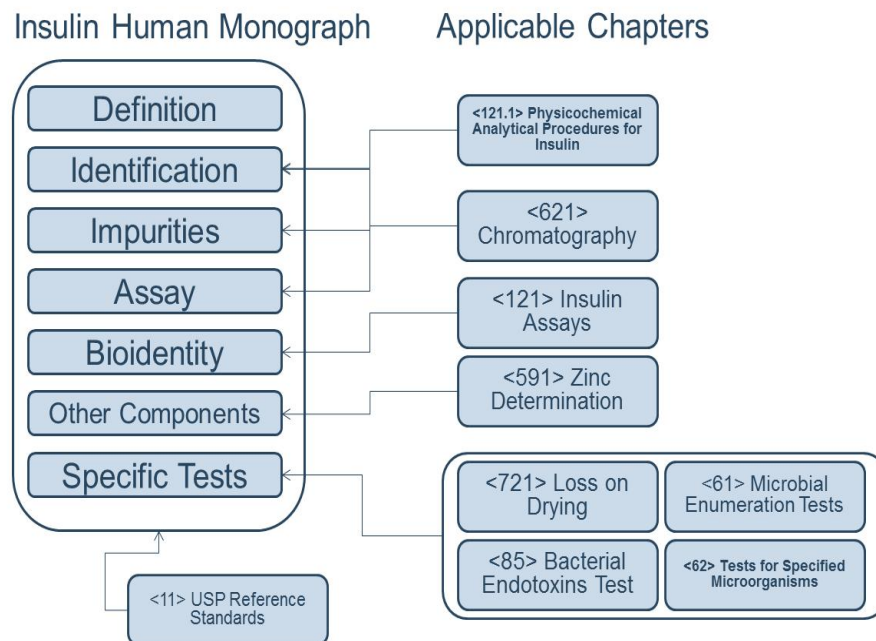 Insulin Human Monograph
Applicable Chapters
Definition
Identification
Impurities
Assay
Bioidentity
Other Components
Specific Tests
<11> USP Reference
Standards
<121.1> Physicochemical
Analytical Procedures for
Insulin
<621>
Chromatography
<121> Insulin
Assays
<591> Zinc
Determination
<721> Loss on
Drying
<61> Microbial
Enumeration Tests
<85> Bacterial
Endotoxins Test
<62> Tests for Specified
Microorganisms